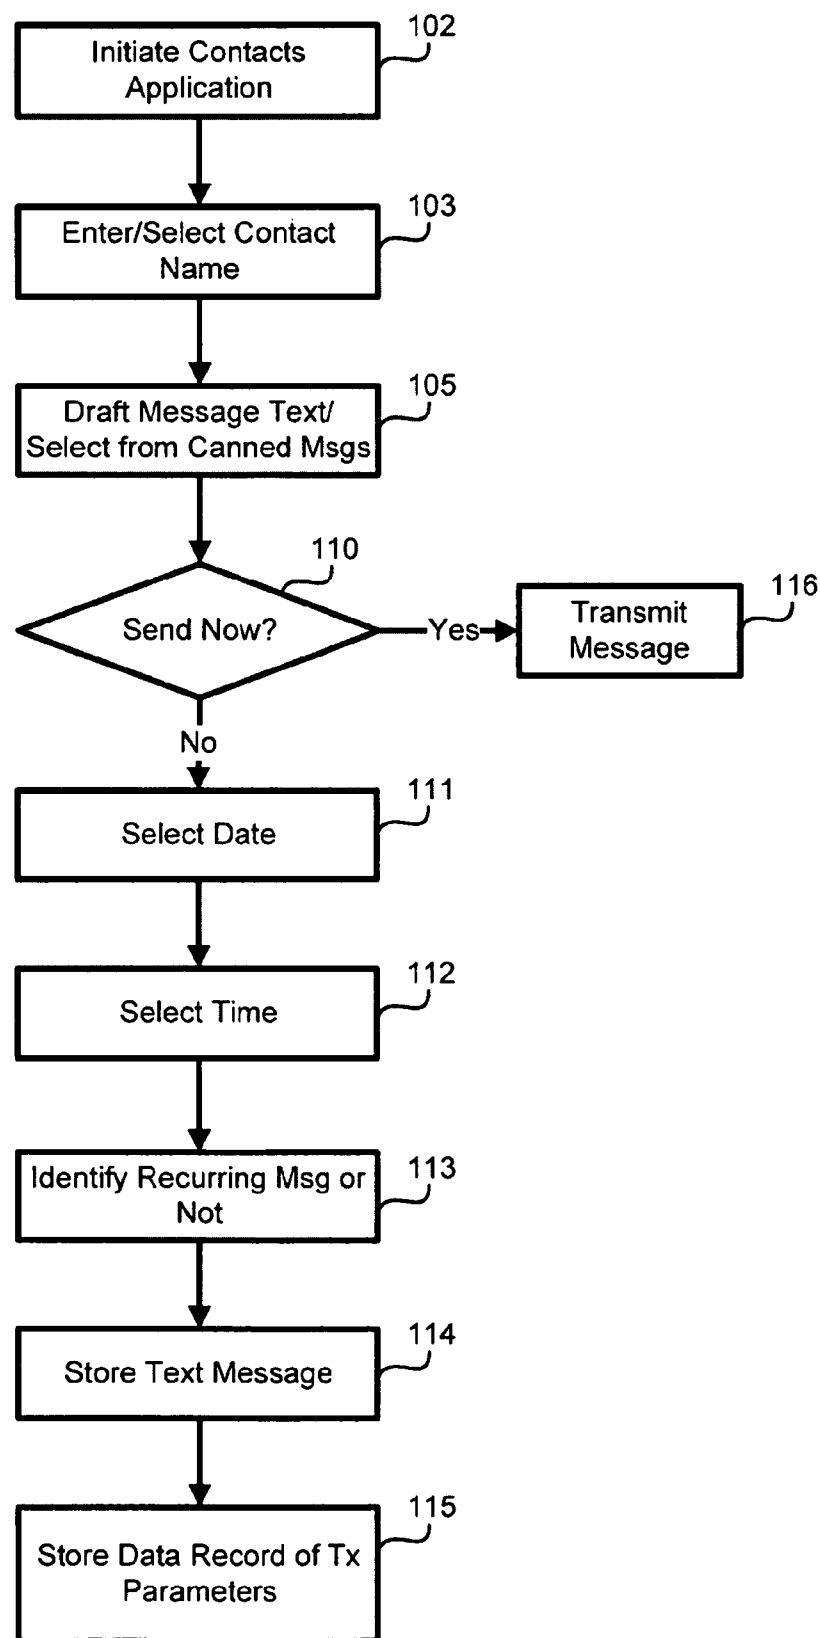 102
Initiate Contacts
Application
103
Enter/Select Contact
Name
105
Draft Message Text/
Select from Canned Msgs
110
Send Now?
Yes
116
Transmit
Message
No
111
Select Date
112
Select Time
113
Identify Recurring Msg or
Not
114
Store Text Message
115
Store Data Record of Tx
Parameters